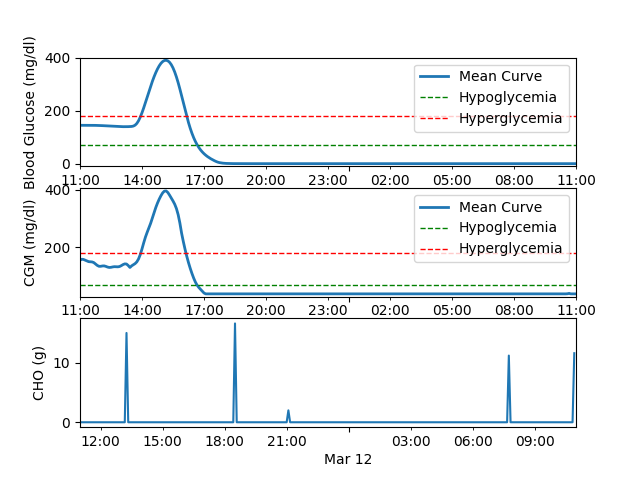 Blood Glucose (mg/dl)
400
200
0
Mean Curve
Hypoglycemia
Hyperglycemia
11:00 14:00 17:00 20:00 23:00 02:00 05:00 08:00 11:00
CGM (mg/dl)
400
200
Mean Curve
Hypoglycemia
Hyperglycemia
11:00 14:00 17:00 20:00 23:00 02:00 05:00 08:00 11:00
CHO (g)
10
0
12:00 15:00 18:00 21:00 03:00 06:00 09:00
Mar 12